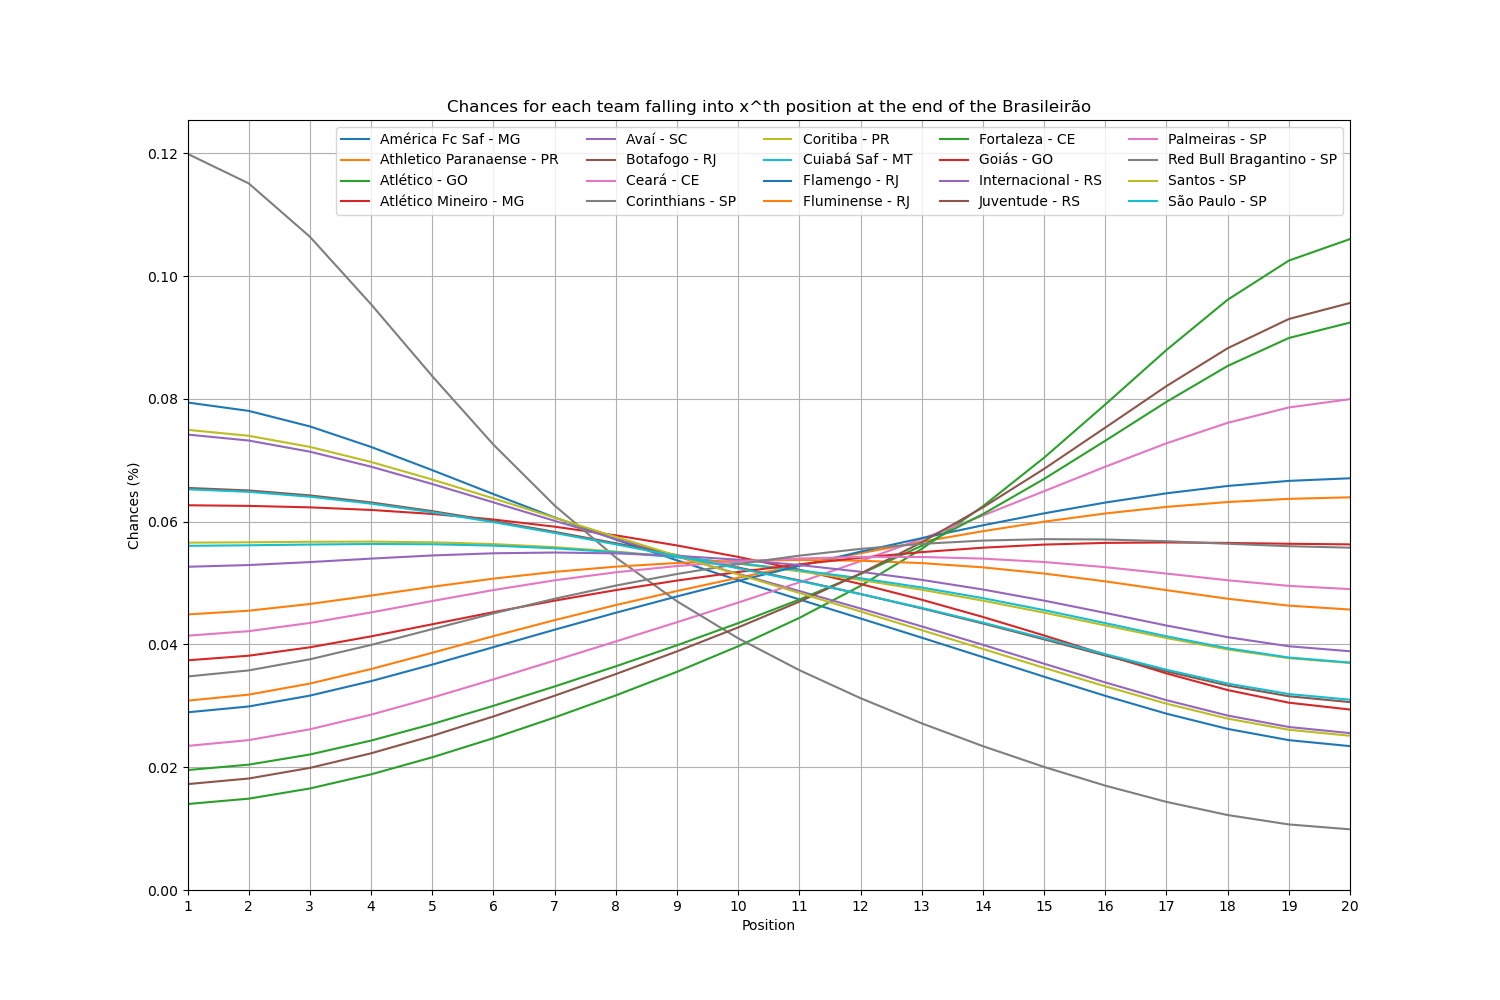 Chances for each team falling into x^th position at the end of the Brasileirão
América Fc Saf - MG
Athletico Paranaense - PR
Atlético - GO
Atlético Mineiro - MG
Avaí - SC
Botafogo - RJ
Ceará - CE
Corinthians - SP
Coritiba - PR
Cuiabá Saf - MT
Flamengo - RJ
Fluminense - RJ
Fortaleza - CE
Goiás - GO
Internacional - RS
Juventude - RS
Palmeiras - SP
Red Bull Bragantino - SP
Santos - SP
São Paulo - SP
Chances (%)
0.12
0.10
0.08
0.06
0.04
0.02
0.00
1 2 3 4 5 6 7 8 9 10 11 12 13 14 15 16 17 18 19 20
Position